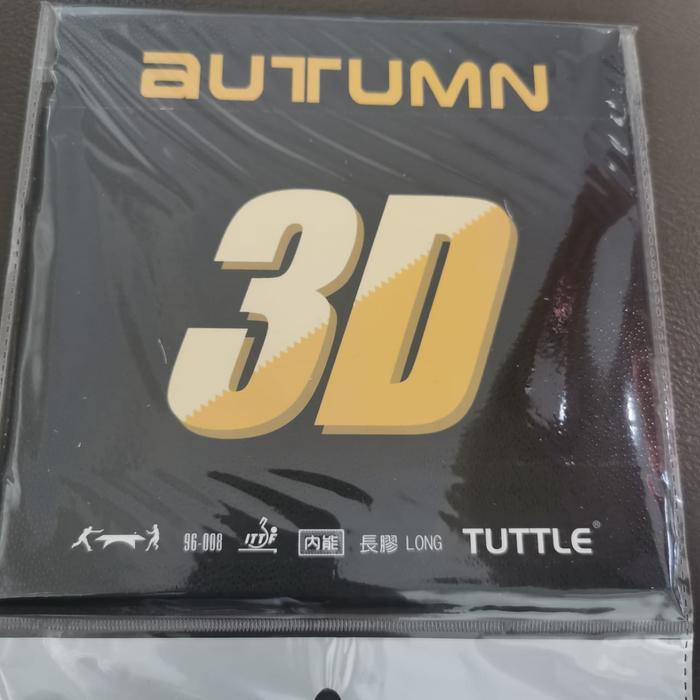 aUTUMN
3D
96-008 ITTF 内能 長膠 LONG TUTTLE®